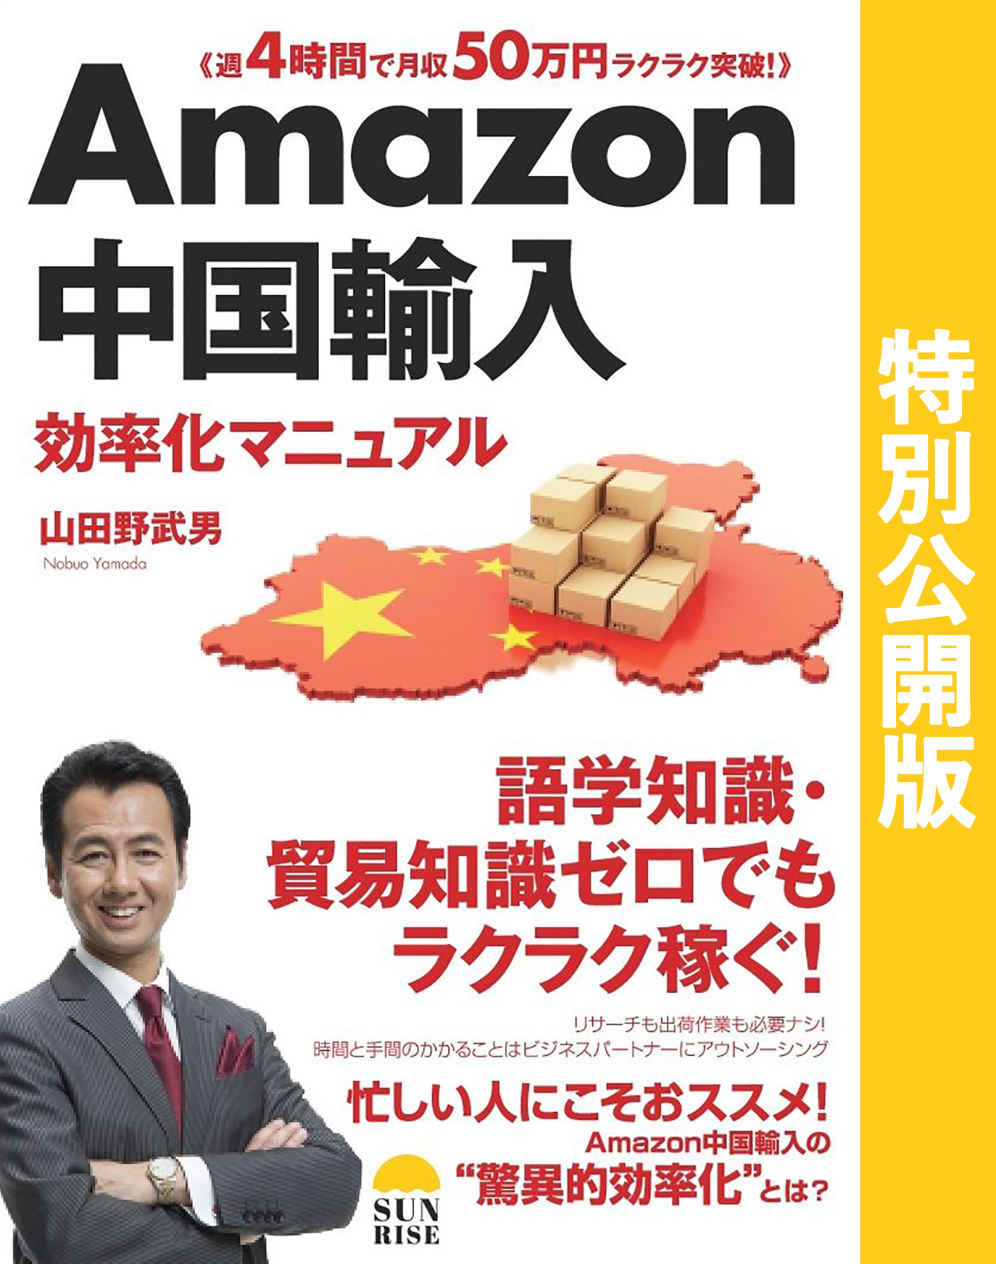 《週4時間で月収50万円ラクラク突破!》
Amazon
中国輸入
効率化マニュアル
山田野武男
Nobuo Yamada
語学知識・
貿易知識ゼロでも
ラクラク稼ぐ!
リサーチも出荷作業も必要ナシ!
時間と手間のかかることはビジネスパートナーにアウトソーシング
忙しい人にこそおススメ!
Amazon中国輸入の
“驚異的効率化”とは?
SUN
RISE
特別公開版